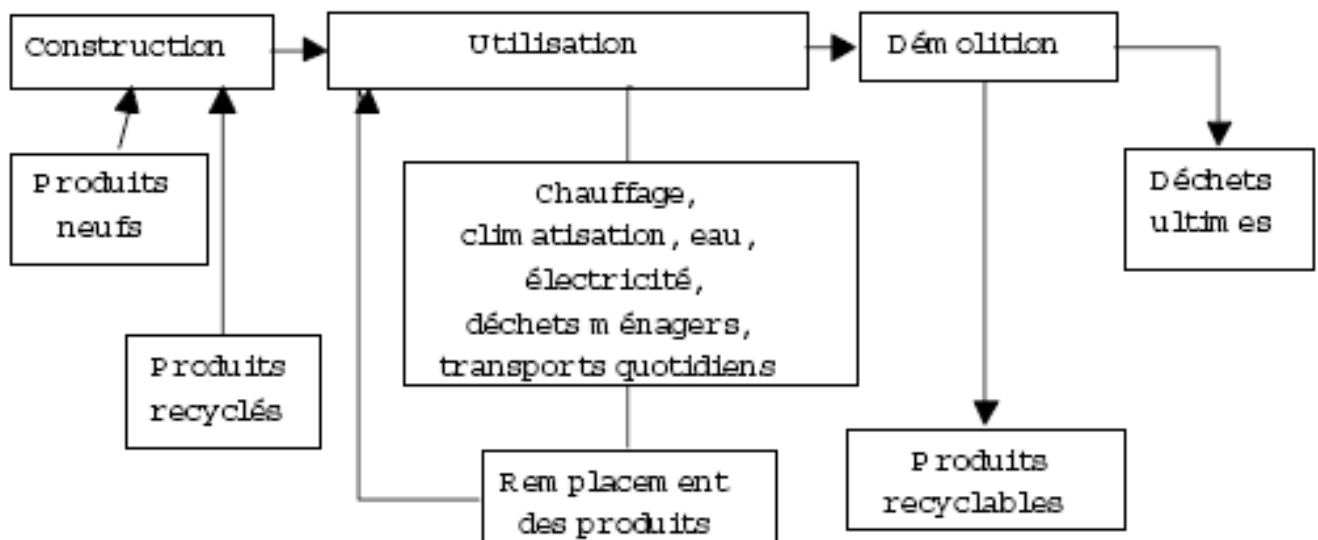 Construction
Utilisation
Démolition
Produits
neufs
Produits
recyclés
Chauffage,
climatisation, eau,
électricité,
déchets ménagers,
transports quotidiens
Remplacement
des produits
Déchets
ultimes
Produits
recyclables